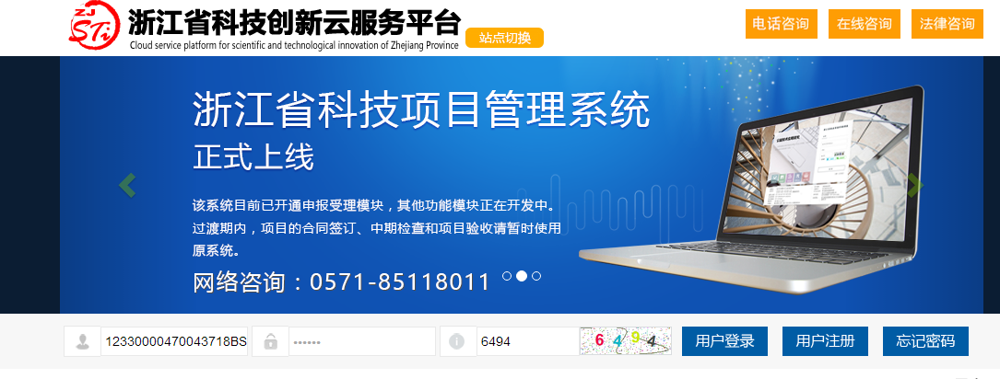 ZJ
STi
浙江省科技创新云服务平台
Cloud service platform for scientific and technological innovation of Zhejiang Province
站点切换
电话咨询
在线咨询
法律咨询
浙江省科技项目管理系统
正式上线
该系统目前已开通申报受理模块，其他功能模块正在开发中。
过渡期内，项目的合同签订、中期检查和项目验收请暂时使用
原系统。
网络咨询：0571-85118011
12330000470043718BS
••••••
6494
6494
用户登录
用户注册
忘记密码